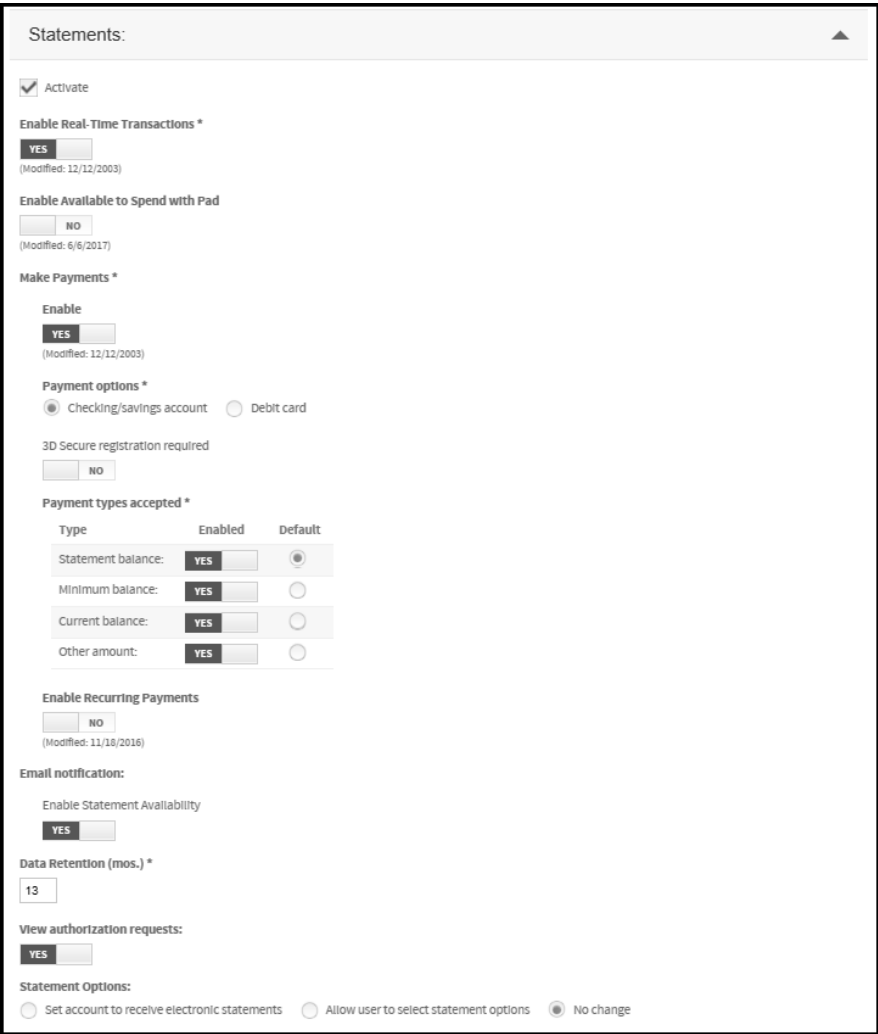 Statements:
Activate
Enable Real-Time Transactions *
YES
(Modified: 12/12/2003)
Enable Available to Spend with Pad
NO
(Modified: 6/6/2017)
Make Payments *
Enable
YES
(Modified: 12/12/2003)
Payment options *
Checking/savings account Debit card
3D Secure registration required
NO
Payment types accepted *
Type Enabled Default
Statement balance: YES
Minimum balance: YES
Current balance: YES
Other amount: YES
Enable Recurring Payments
NO
(Modified: 11/18/2016)
Email notification:
Enable Statement Availability
YES
Data Retention (mos.) *
13
View authorization requests:
YES
Statement Options:
Set account to receive electronic statements Allow user to select statement options No change